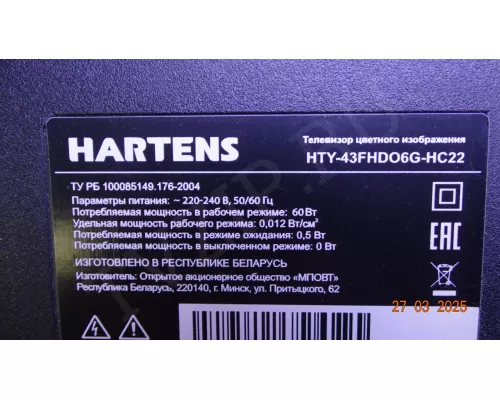 HARTENS
Телевизор цветного изображения
HTY-43FHDO6G-HC22
ТУ РБ 100085149.176-2004
Параметры питания: ~ 220-240 В, 50/60 Гц
Потребляемая мощность в рабочем режиме: 60 Вт
Удельная мощность рабочего режима: 0,012 Вт/см²
Потребляемая мощность в режиме ожидания: 0,5 Вт
Потребляемая мощность в выключенном режиме: 0 Вт
ИЗГОТОВЛЕНО В РЕСПУБЛИКЕ БЕЛАРУСЬ
Изготовитель: Открытое акционерное общество «МПОВТ»
Республика Беларусь, 220140, г. Минск, ул. Притыцкого, 62
EAC
27 03 2025